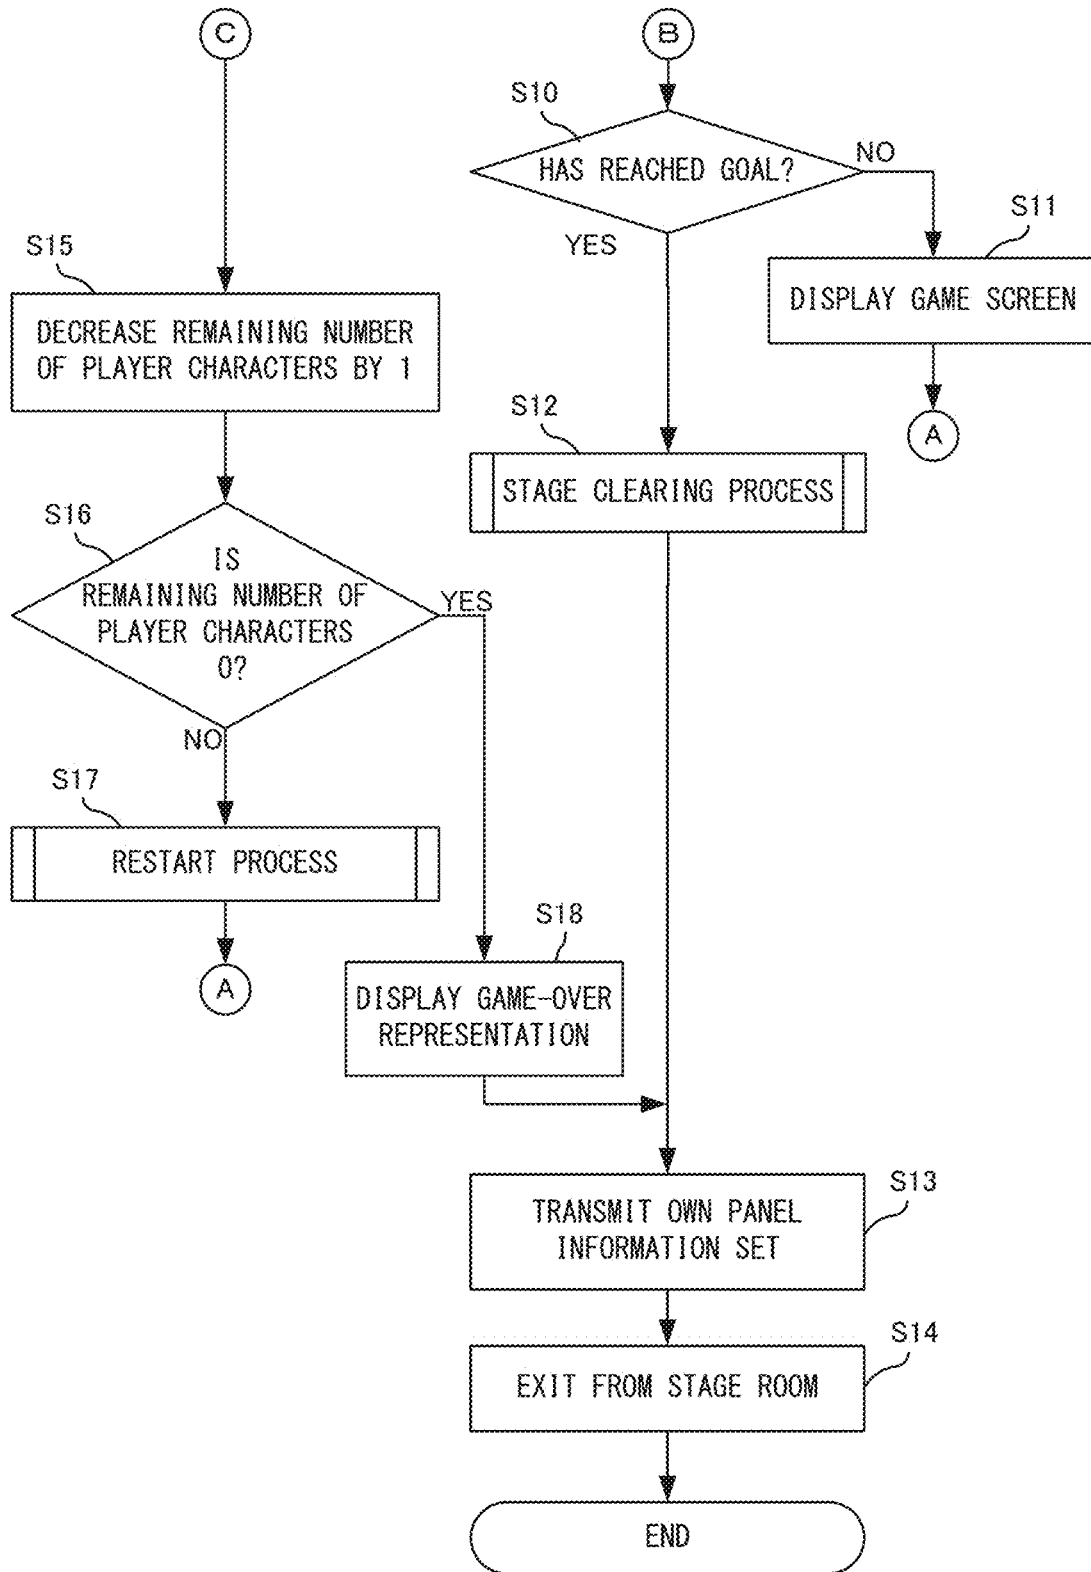 C
S15
DECREASE REMAINING NUMBER
OF PLAYER CHARACTERS BY 1
S16
IS
REMAINING NUMBER OF
PLAYER CHARACTERS
0?
YES
NO
S17
RESTART PROCESS
A
S18
DISPLAY GAME-OVER
REPRESENTATION
B
S10
HAS REACHED GOAL?
NO
YES
S11
DISPLAY GAME SCREEN
A
S12
STAGE CLEARING PROCESS
S13
TRANSMIT OWN PANEL
INFORMATION SET
S14
EXIT FROM STAGE ROOM
END